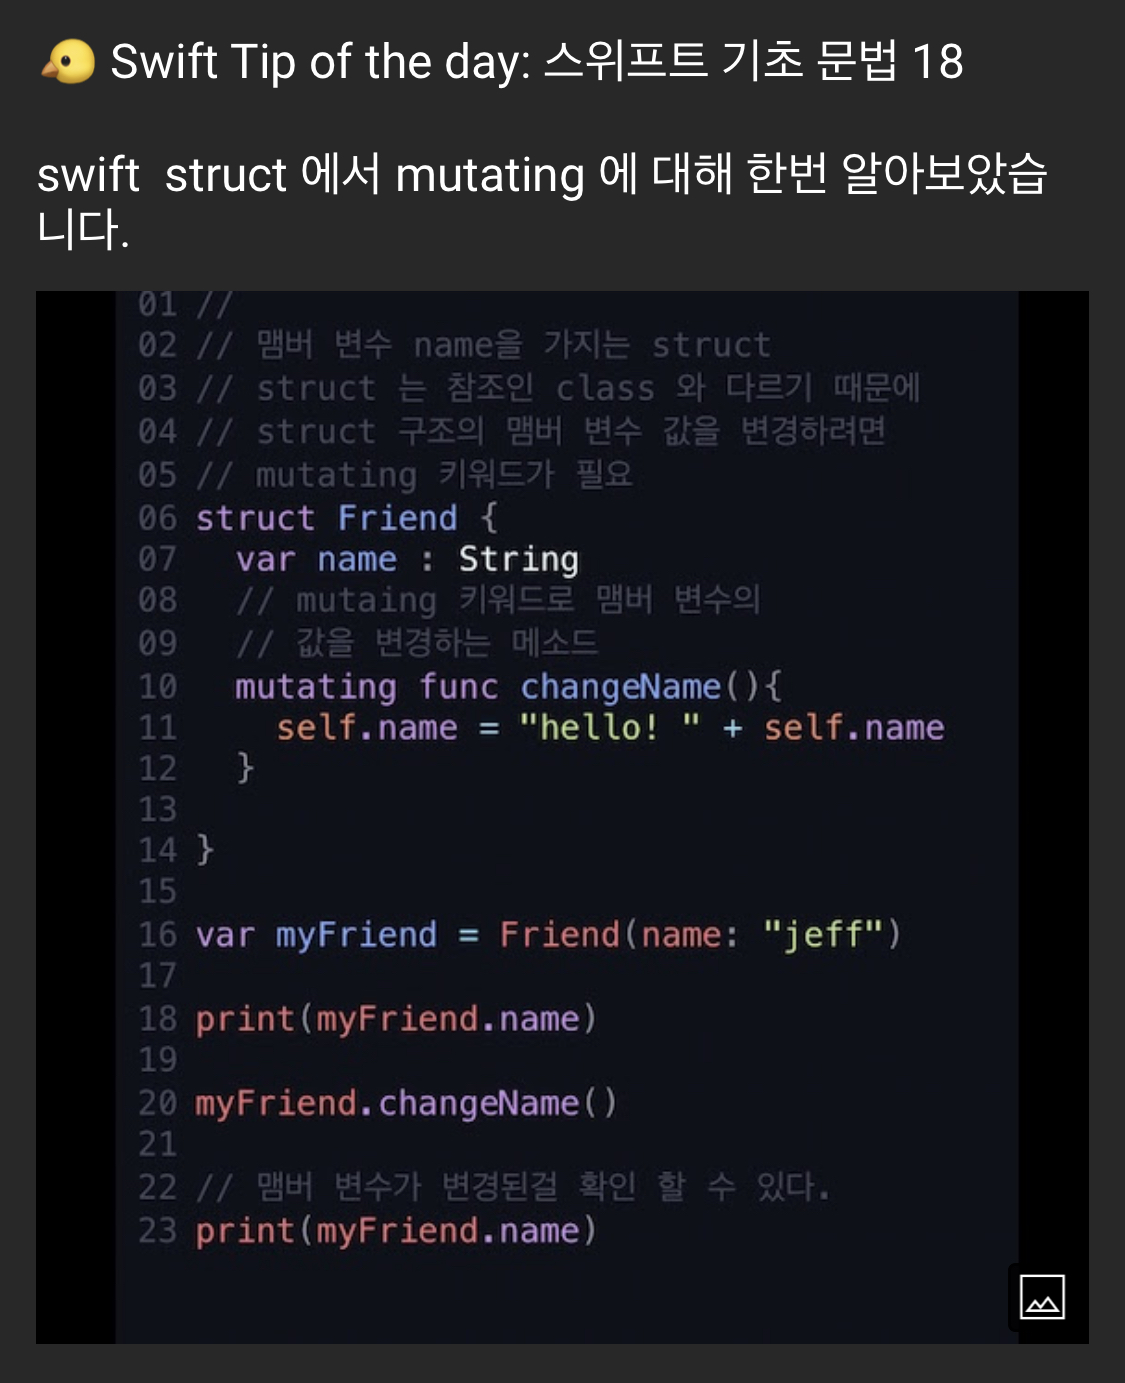 🐤 Swift Tip of the day: 스위프트 기초 문법 18
swift  struct 에서 mutating 에 대해 한번 알아보았습
니다.
01 //
02 // 맴버 변수 name을 가지는 struct
03 // struct 는 참조인 class 와 다르기 때문에
04 // struct 구조의 맴버 변수 값을 변경하려면
05 // mutating 키워드가 필요
06 struct Friend {
07   var name : String
08   // mutaing 키워드로 맴버 변수의
09   // 값을 변경하는 메소드
10   mutating func changeName(){
11     self.name = "hello! " + self.name
12   }
13
14 }
15
16 var myFriend = Friend(name: "jeff")
17
18 print(myFriend.name)
19
20 myFriend.changeName()
21
22 // 맴버 변수가 변경된걸 확인 할 수 있다.
23 print(myFriend.name)